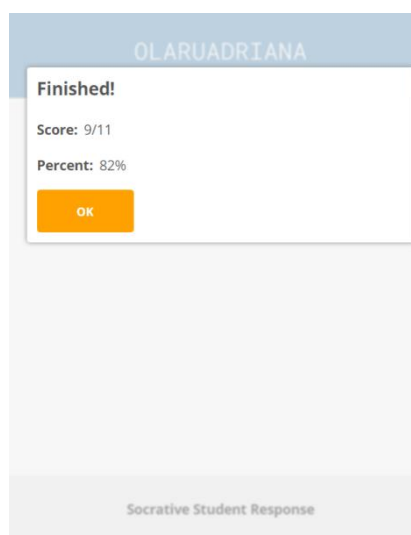 OLARUADRIANA
Finished!
Score: 9/11
Percent: 82%
OK
Socrative Student Response